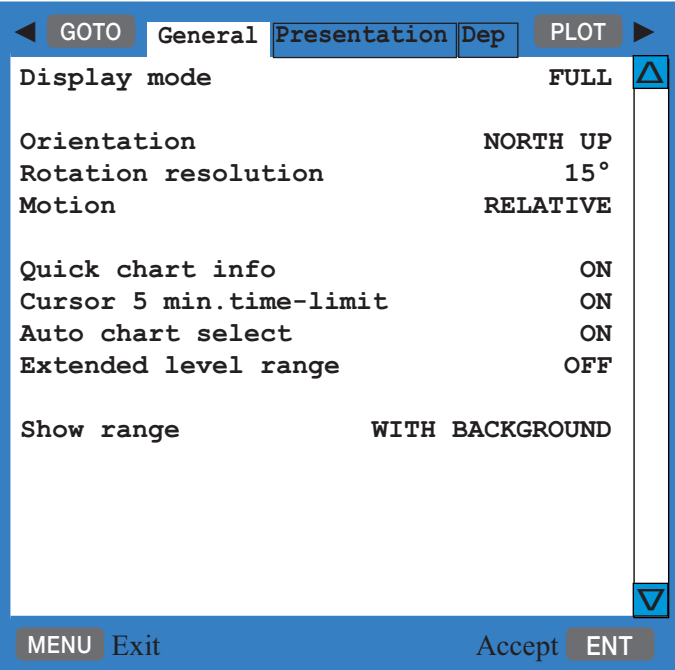 GOTO General Presentation Dep PLOT
Display mode FULL
Orientation NORTH UP
Rotation resolution 15°
Motion RELATIVE
Quick chart info ON
Cursor 5 min.time-limit ON
Auto chart select ON
Extended level range OFF
Show range WITH BACKGROUND
MENU Exit Accept ENT